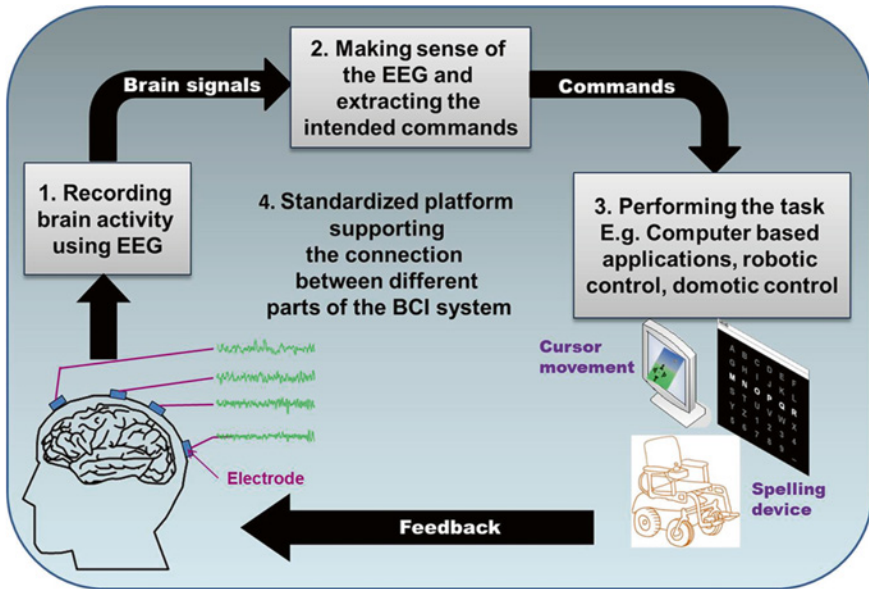 Brain signals
2. Making sense of
the EEG and
extracting the
intended commands
Commands
1. Recording
brain activity
using EEG
4. Standardized platform
supporting
the connection
between different
parts of the BCI system
3. Performing the task
E.g. Computer based
applications, robotic
control, domotic control
Cursor
movement
Electrode
Spelling
device
Feedback